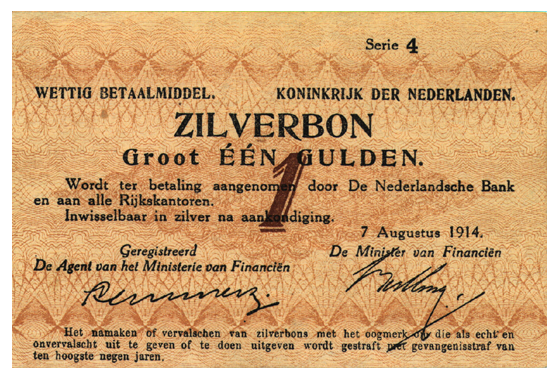 Serie 4
WETTIG BETAALMIDDEL. KONINKRIJK DER NEDERLANDEN.
ZILVERBON
Groot ÉÉN GULDEN.
1
Wordt ter betaling aangenomen door De Nederlandsche Bank
en aan alle Rijkskantoren.
Inwisselbaar in zilver na aankondiging.
7 Augustus 1914.
Geregistreerd De Minister van Financiën
De Agent van het Ministerie van Financiën
Het namaken of vervalschen van zilverbons met het oogmerk om die als echt en
onvervalscht uit te geven of te doen uitgeven wordt gestraft met gevangenisstraf van
ten hoogste negen jaren.